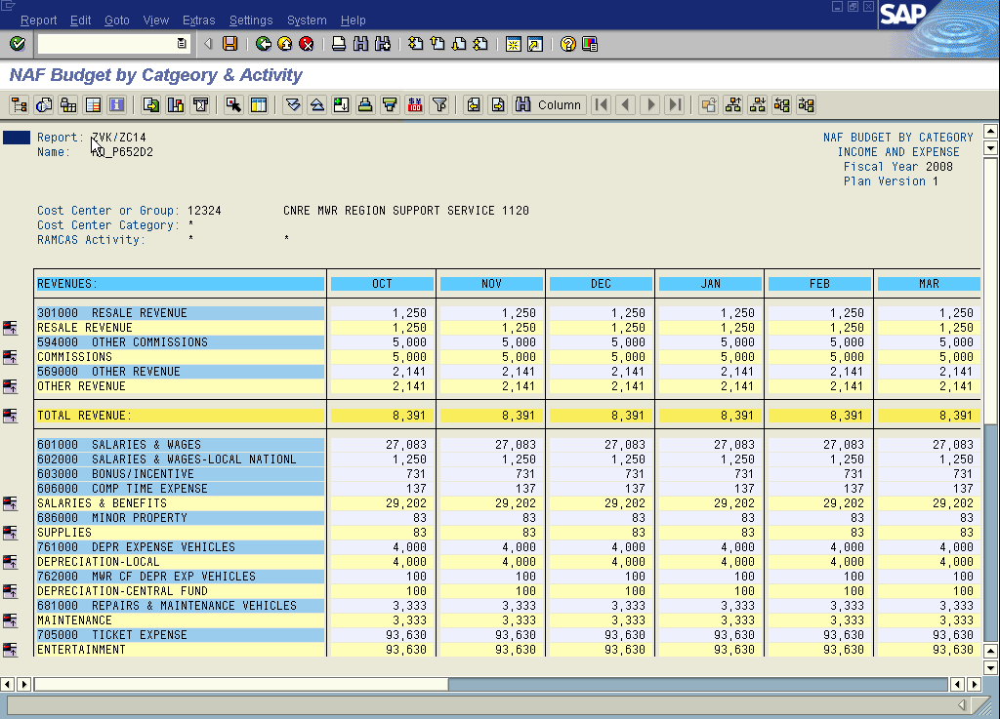 Report Edit Goto View Extras Settings System Help
SAP
NAF Budget by Catgeory & Activity
Column
Report: ZVK/ZC14 NAF BUDGET BY CATEGORY
Name: _P652D2 INCOME AND EXPENSE
Fiscal Year 2008
Plan Version 1
Cost Center or Group: 12324 CNRE MWR REGION SUPPORT SERVICE 1120
Cost Center Category: *
RAMCAS Activity: * *
REVENUES: OCT NOV DEC JAN FEB MAR
301000 RESALE REVENUE 1,250 1,250 1,250 1,250 1,250 1,250
RESALE REVENUE 1,250 1,250 1,250 1,250 1,250 1,250
594000 OTHER COMMISSIONS 5,000 5,000 5,000 5,000 5,000 5,000
COMMISSIONS 5,000 5,000 5,000 5,000 5,000 5,000
569000 OTHER REVENUE 2,141 2,141 2,141 2,141 2,141 2,141
OTHER REVENUE 2,141 2,141 2,141 2,141 2,141 2,141
TOTAL REVENUE: 8,391 8,391 8,391 8,391 8,391 8,391
601000 SALARIES & WAGES 27,083 27,083 27,083 27,083 27,083 27,083
602000 SALARIES & WAGES-LOCAL NATIONL 1,250 1,250 1,250 1,250 1,250 1,250
603000 BONUS/INCENTIVE 731 731 731 731 731 731
606000 COMP TIME EXPENSE 137 137 137 137 137 137
SALARIES & BENEFITS 29,202 29,202 29,202 29,202 29,202 29,202
686000 MINOR PROPERTY 83 83 83 83 83 83
SUPPLIES 83 83 83 83 83 83
761000 DEPR EXPENSE VEHICLES 4,000 4,000 4,000 4,000 4,000 4,000
DEPRECIATION-LOCAL 4,000 4,000 4,000 4,000 4,000 4,000
762000 MWR CF DEPR EXP VEHICLES 100 100 100 100 100 100
DEPRECIATION-CENTRAL FUND 100 100 100 100 100 100
681000 REPAIRS & MAINTENANCE VEHICLES 3,333 3,333 3,333 3,333 3,333 3,333
MAINTENANCE 3,333 3,333 3,333 3,333 3,333 3,333
705000 TICKET EXPENSE 93,630 93,630 93,630 93,630 93,630 93,630
ENTERTAINMENT 93,630 93,630 93,630 93,630 93,630 93,630